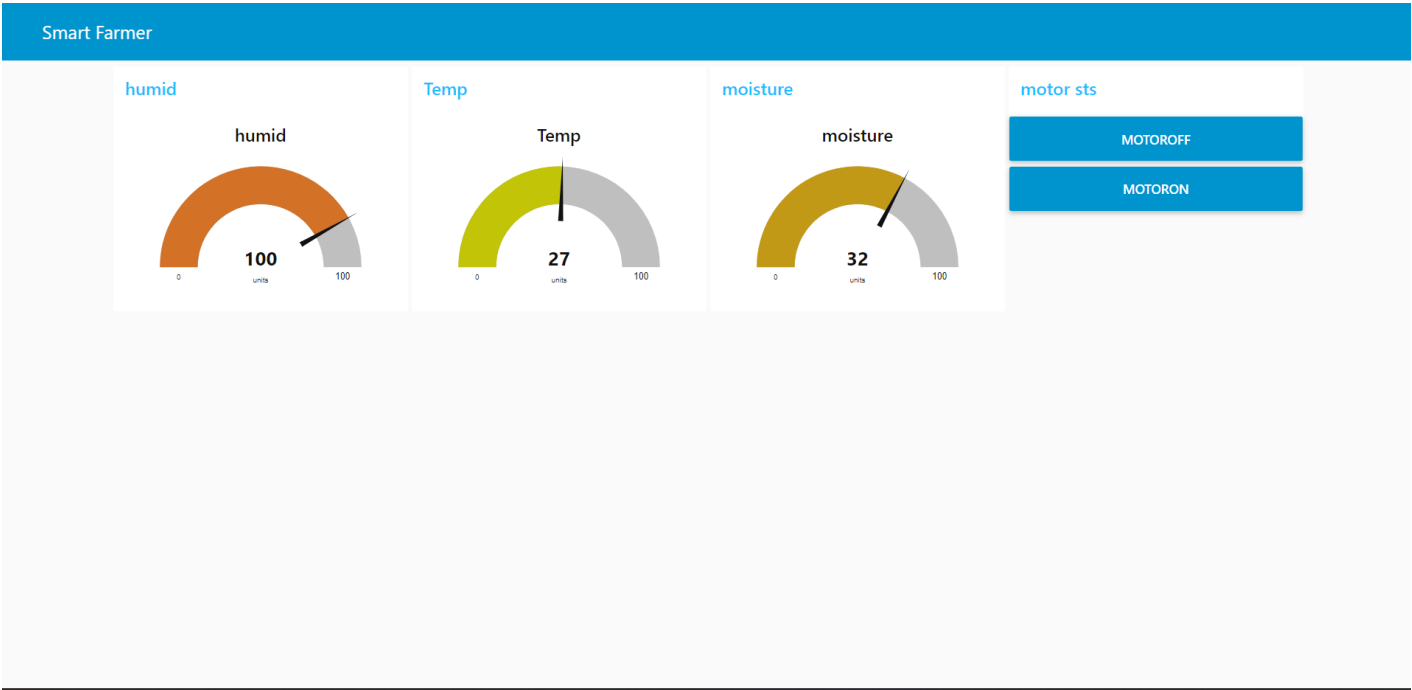 Smart Farmer
humid
humid
100
0
units
100
Temp
Temp
27
0
units
100
moisture
moisture
32
0
units
100
motor sts
MOTOROFF
MOTORON